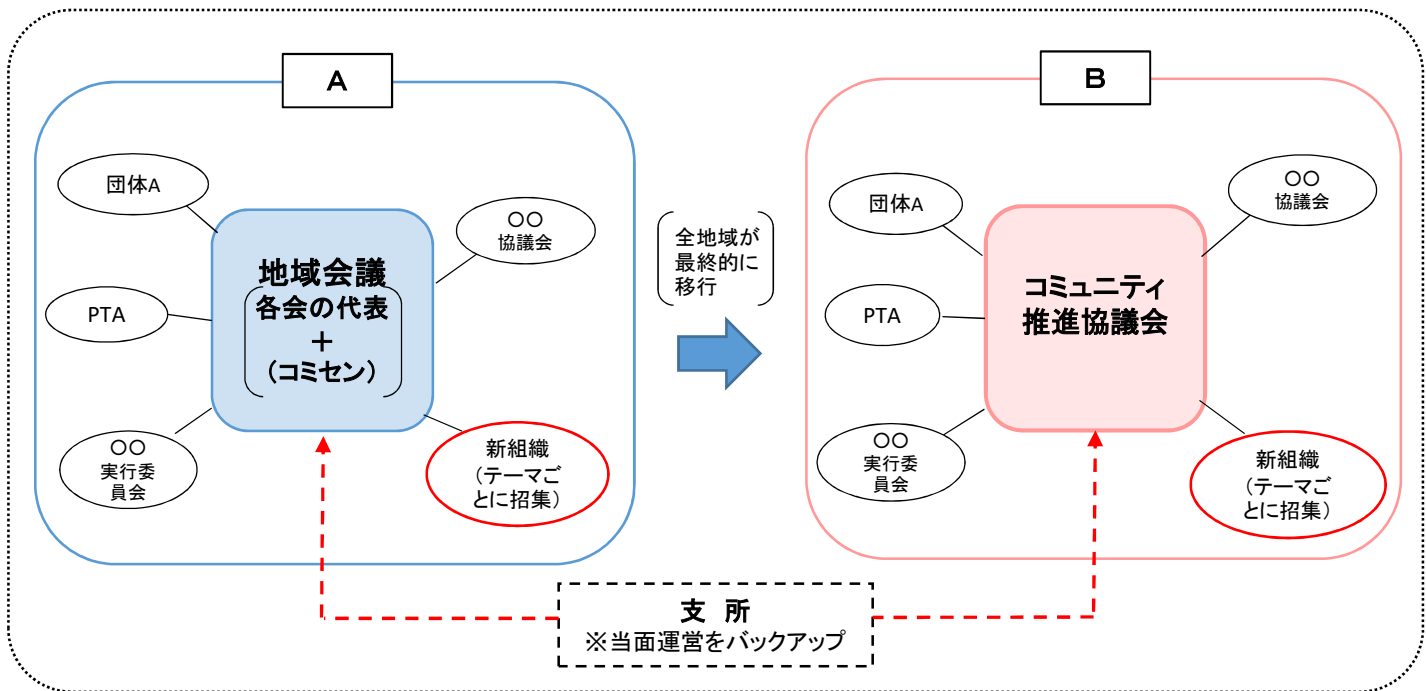 A
団体A
〇〇
協議会
地域会議
各会の代表
+
(コミセン)
PTA
〇〇
実行委
員会
新組織
(テーマご
とに招集)
全地域が
最終的に
移行
B
団体A
〇〇
協議会
コミュニティ
推進協議会
PTA
〇〇
実行委
員会
新組織
(テーマご
とに招集)
支 所
※当面運営をバックアップ